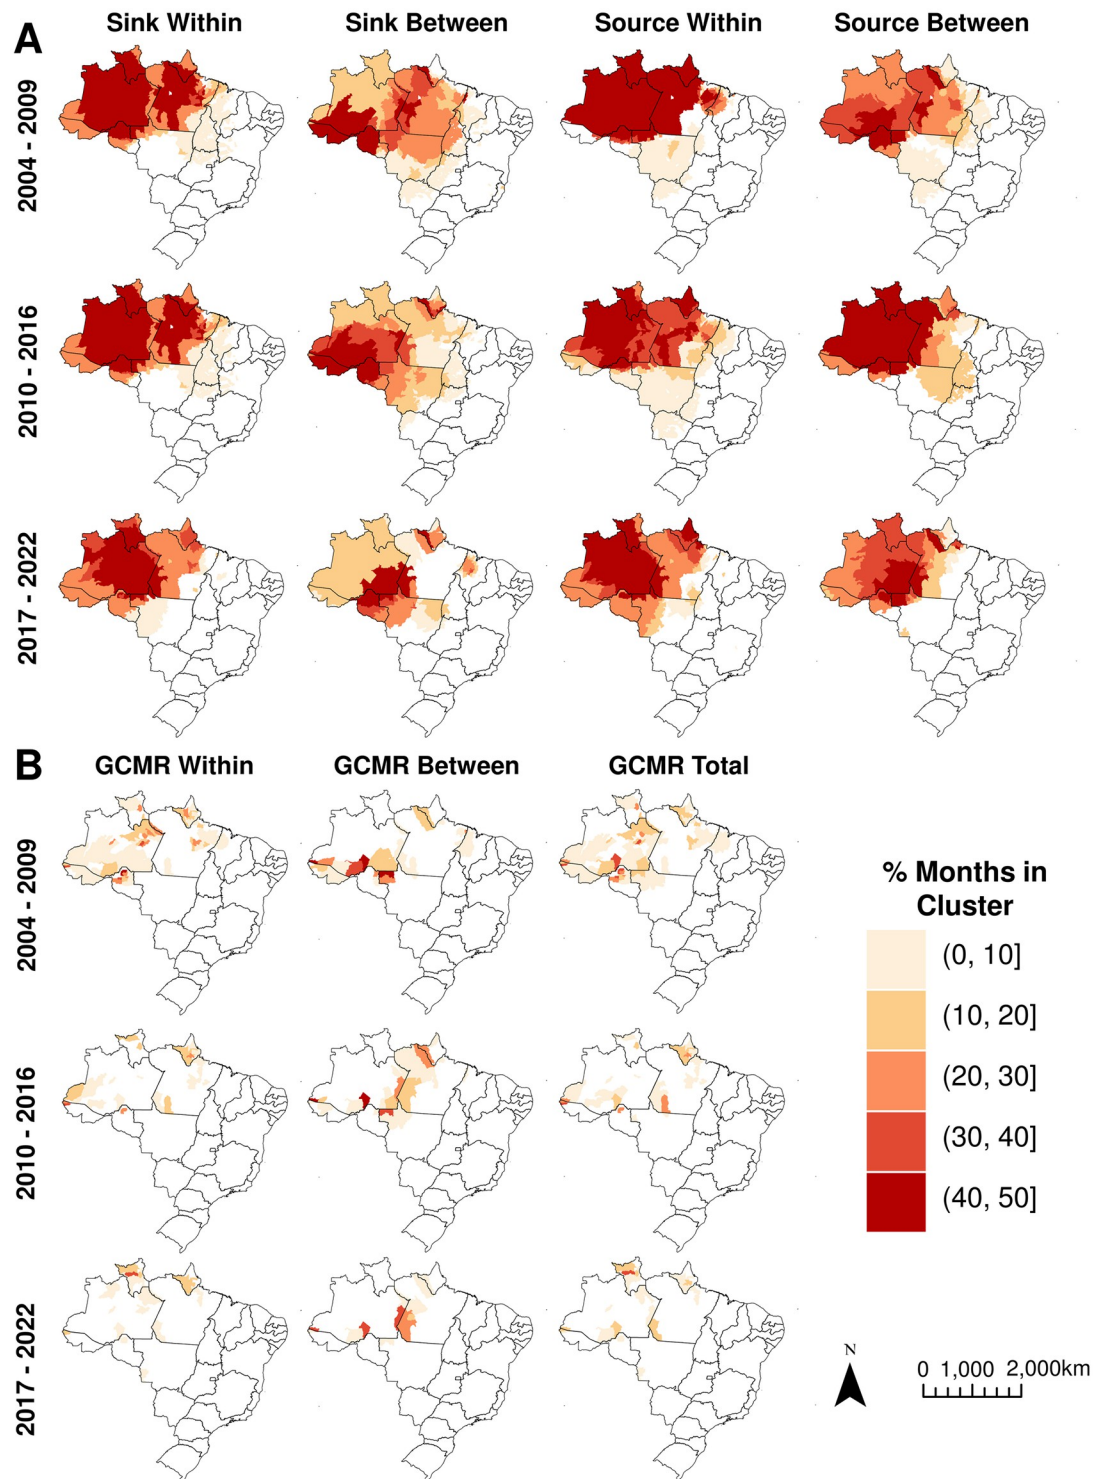 A
Sink Within
Sink Between
Source Within
Source Between
2004 - 2009
2010 - 2016
2017 - 2022
B
GCMR Within
GCMR Between
GCMR Total
2004 - 2009
2010 - 2016
2017 - 2022
% Months in
Cluster
(0, 10]
(10, 20]
(20, 30]
(30, 40]
(40, 50]
N
0 1,000 2,000km